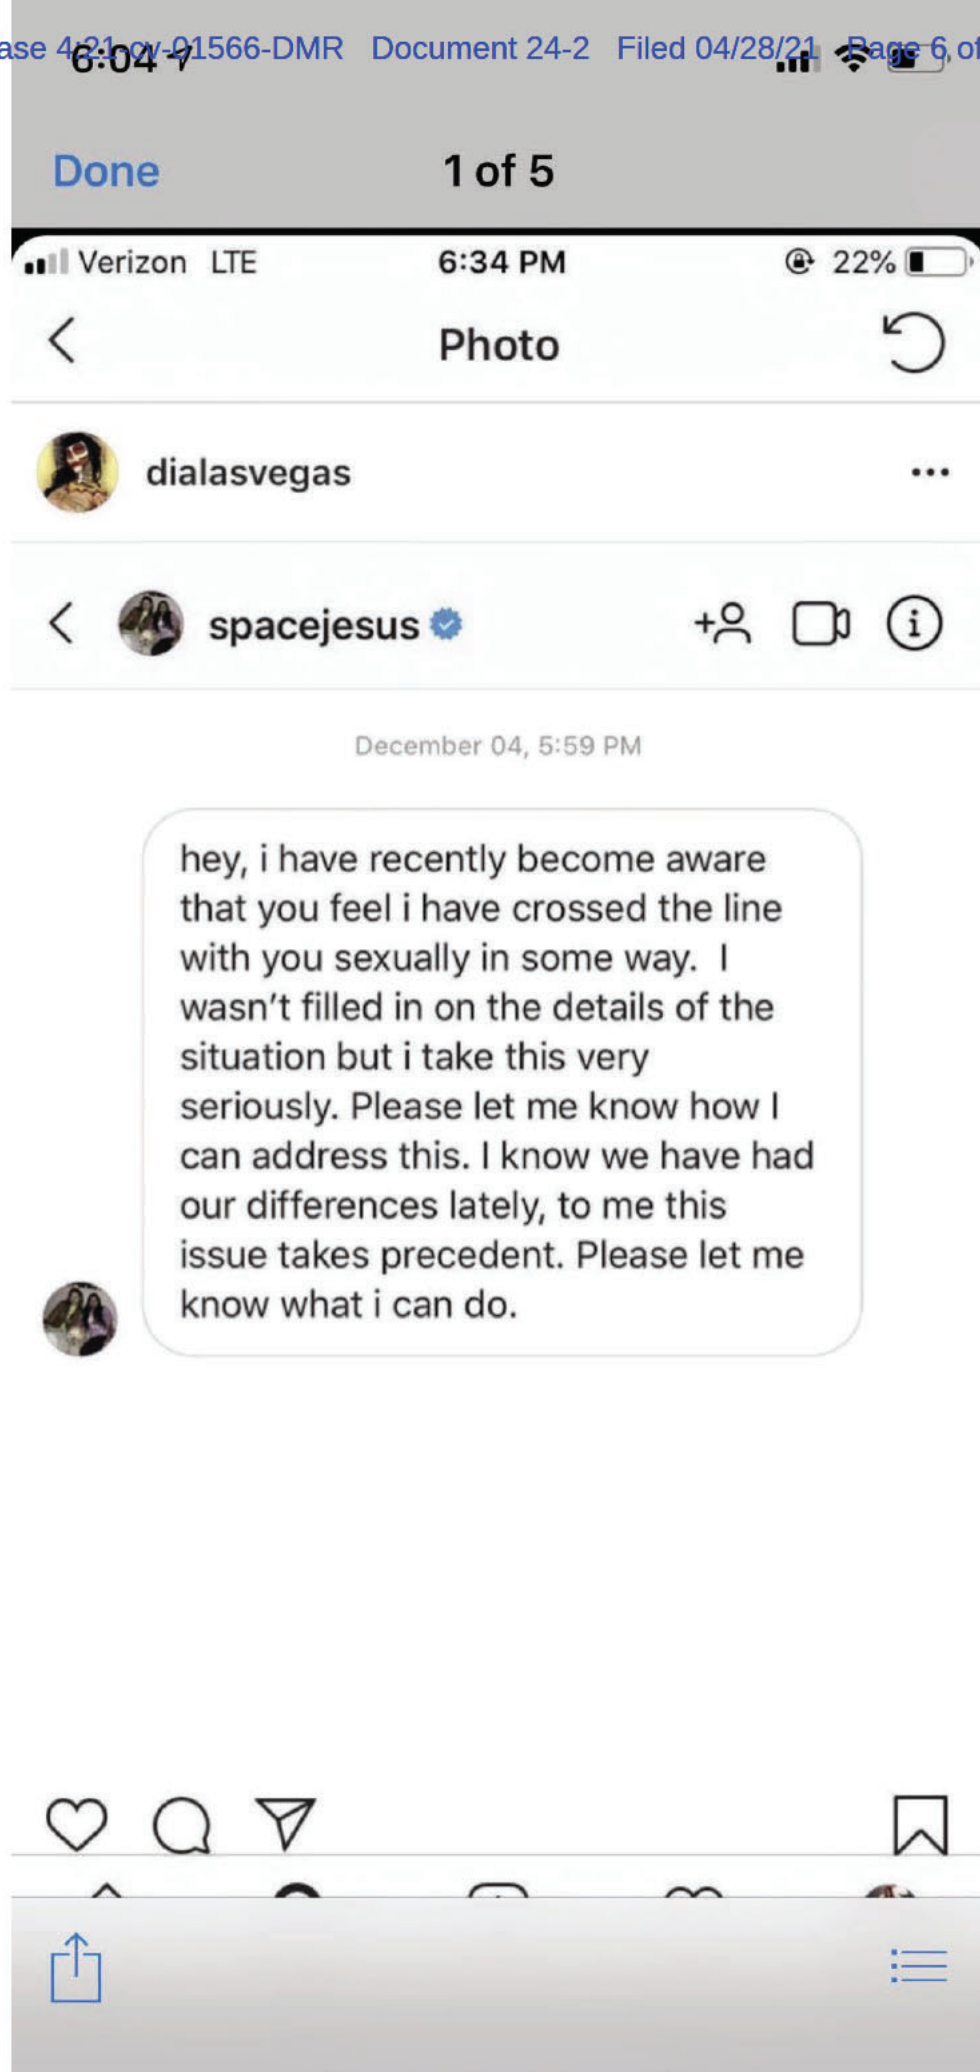 ase 4:21-cv-01566-DMR Document 24-2 Filed 04/28/21 Page 6 of
6:04
Done 1 of 5
Verizon LTE 6:34 PM 22%
Photo
dialasvegas
spacejesus
December 04, 5:59 PM
hey, i have recently become aware
that you feel i have crossed the line
with you sexually in some way.  I
wasn't filled in on the details of the
situation but i take this very
seriously. Please let me know how I
can address this. I know we have had
our differences lately, to me this
issue takes precedent. Please let me
know what i can do.